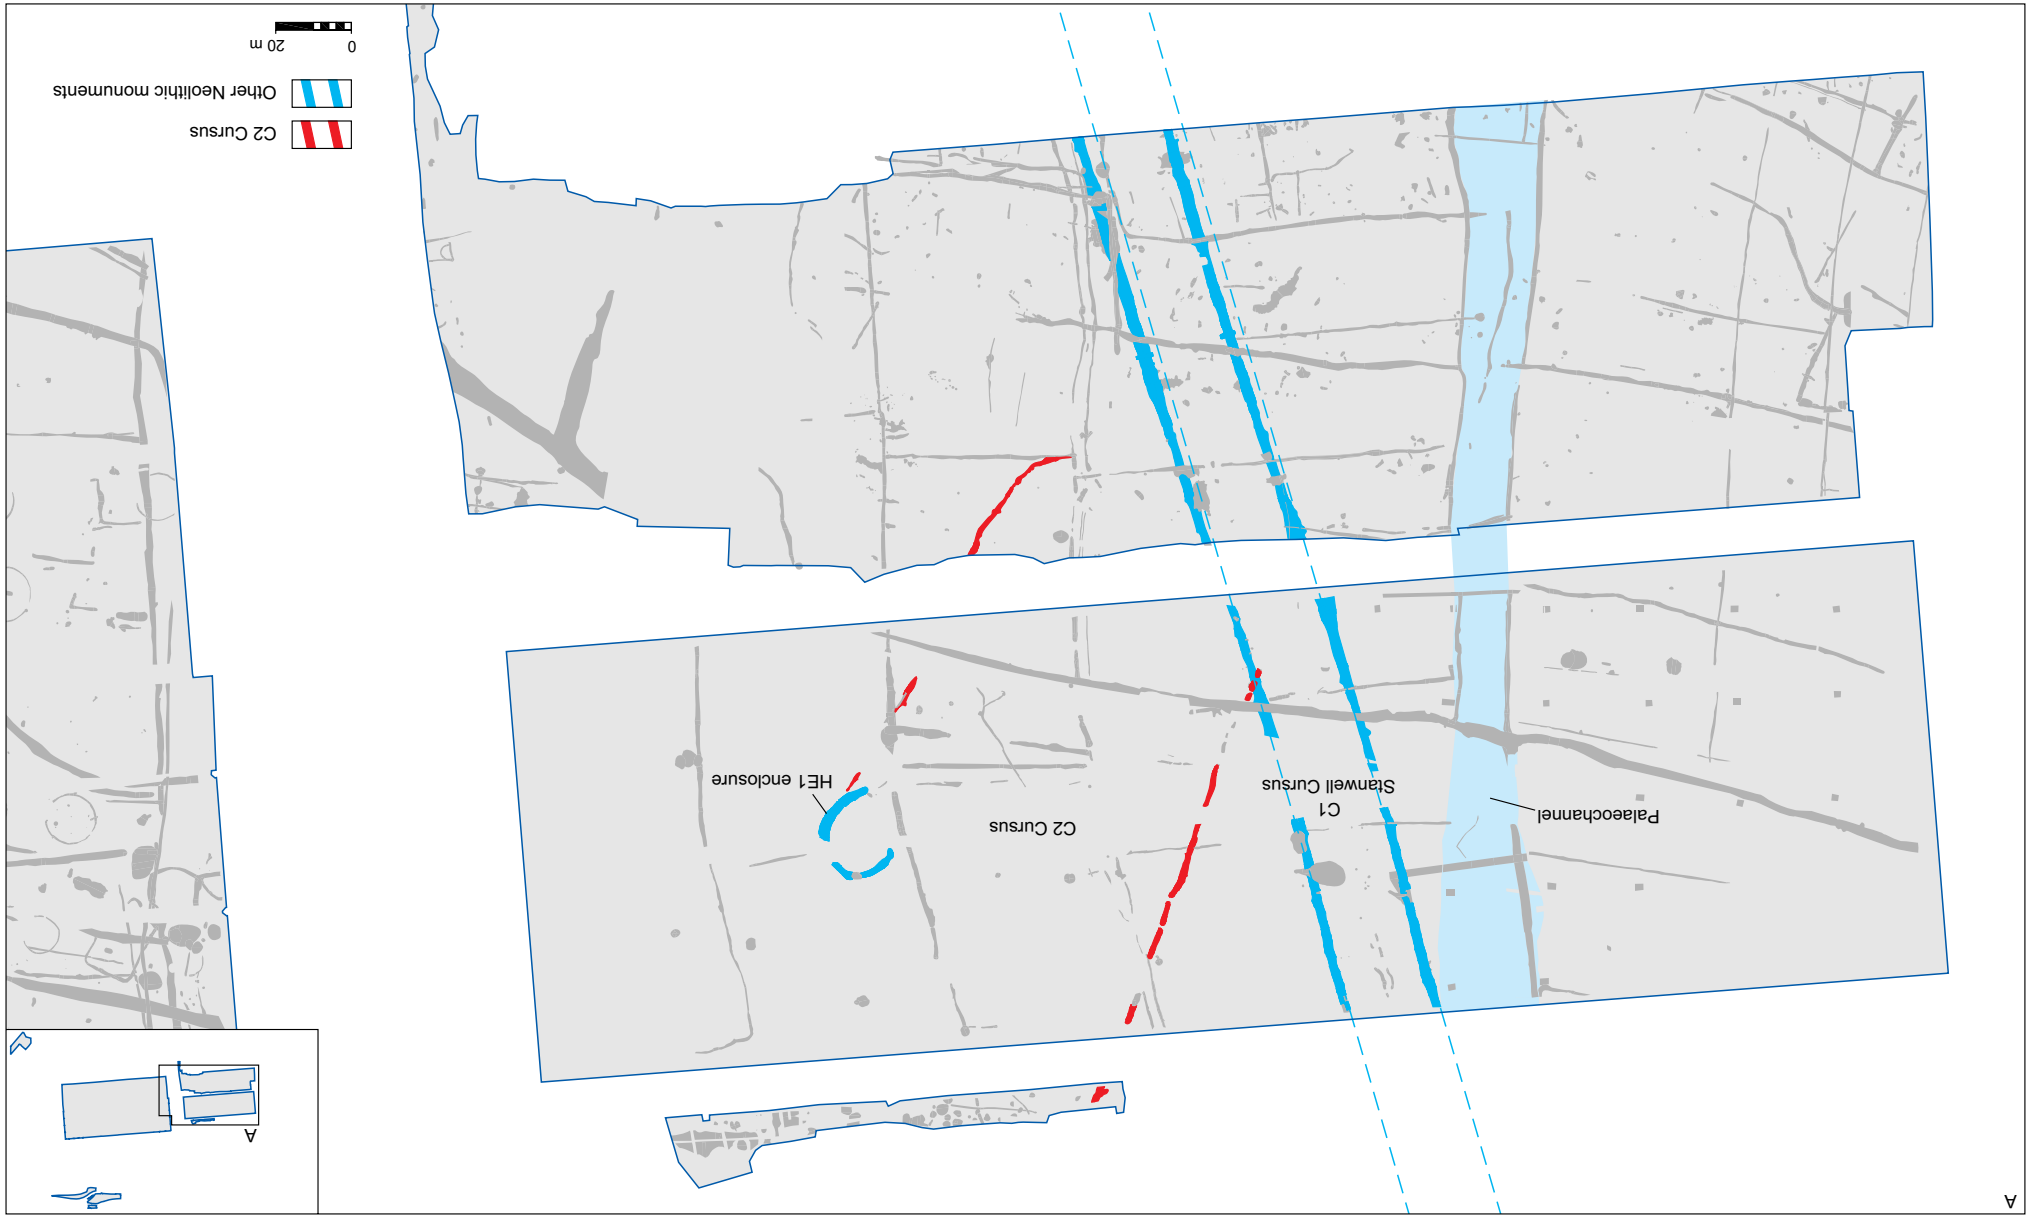 A
Palaeochannel
C1
Stanwell Cursus
C2 Cursus
HE1 enclosure
A
C2 Cursus
Other Neolithic monuments
0 20 m